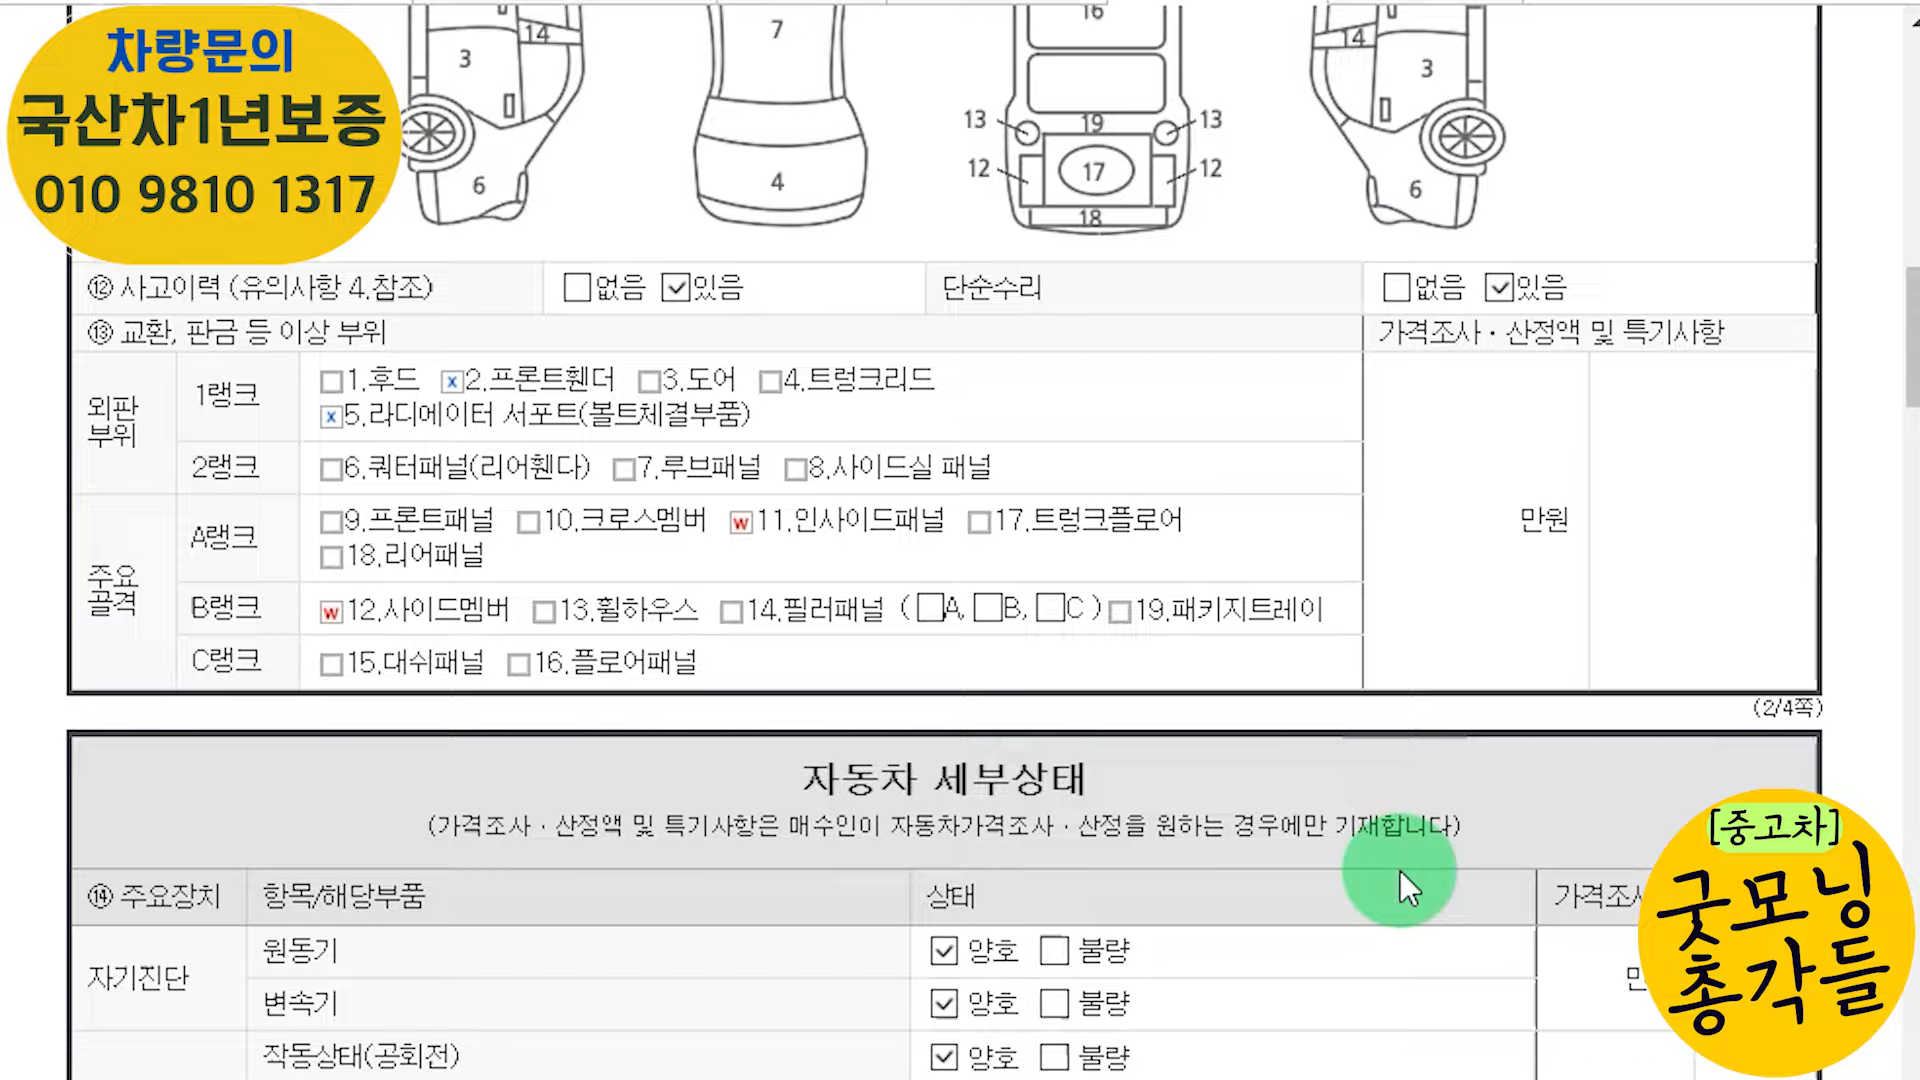 차량문의
국산차1년보증
010 9810 1317
14
3
6
7
4
16
13
19
13
12
17
12
18
14
3
6
⑫ 사고이력 (유의사항 4.참조)
없음 있음
단순수리
없음 있음
⑬ 교환, 판금 등 이상 부위
가격조사 · 산정액 및 특기사항
외판
부위
1랭크
1.후드 x 2.프론트휀더 3.도어 4.트렁크리드
x 5.라디에이터 서포트(볼트체결부품)
2랭크
6.쿼터패널(리어휀다) 7.루브패널 8.사이드실 패널
주요
골격
A랭크
9.프론트패널 10.크로스멤버 W 11.인사이드패널 17.트렁크플로어
18.리어패널
B랭크
W 12.사이드멤버 13.휠하우스 14.필러패널 ( A, B, C ) 19.패키지트레이
C랭크
15.대쉬패널 16.플로어패널
만원
(2/4쪽)
자동차 세부상태
(가격조사 · 산정액 및 특기사항은 매수인이 자동차가격조사 · 산정을 원하는 경우에만 기재합니다)
⑭ 주요장치
항목/해당부품
상태
가격조사
자기진단
원동기
양호 불량
변속기
양호 불량
작동상태(공회전)
양호 불량
[중고차]
굿모닝
총각들